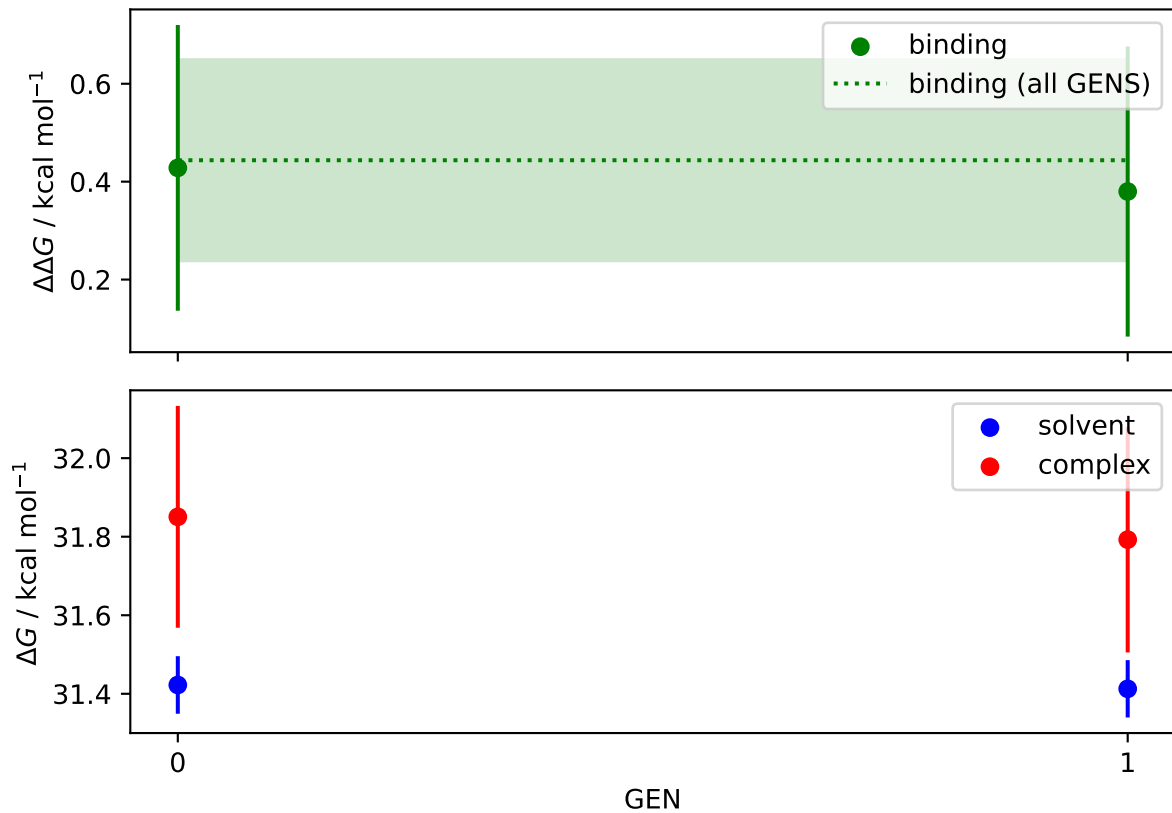 binding
binding (all GENS)
0.6
0.4
0.2
ΔΔG / kcal mol⁻¹
solvent
complex
32.0
31.8
31.6
31.4
ΔG / kcal mol⁻¹
0
1
GEN